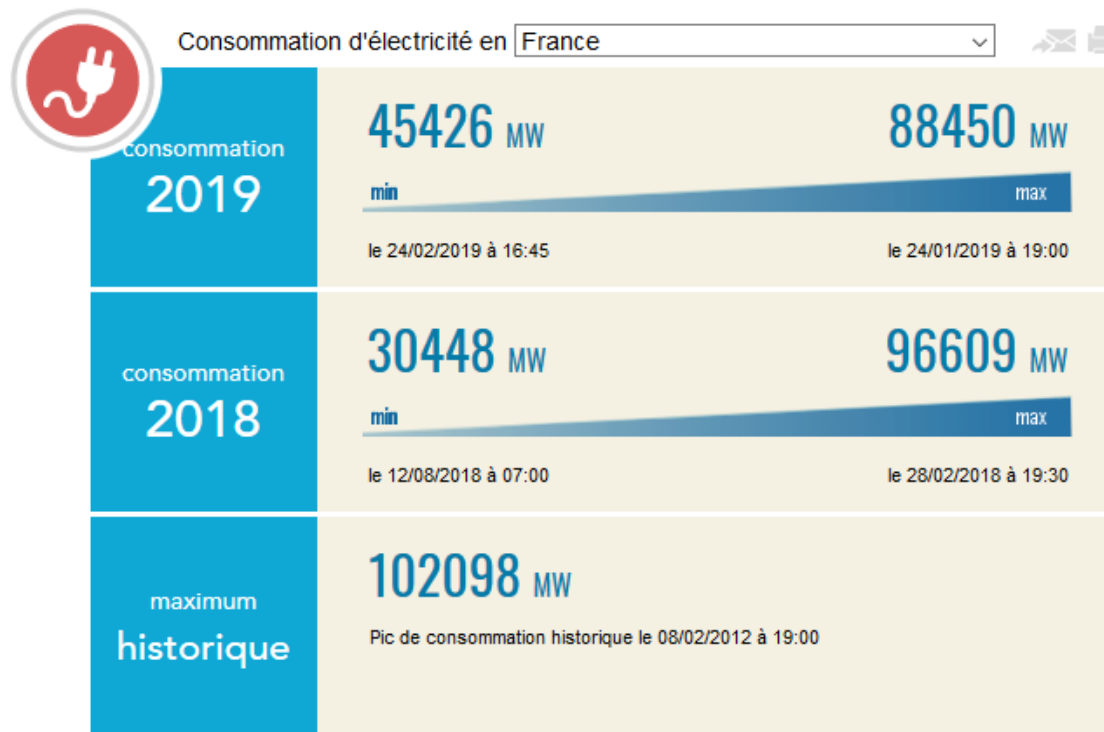 Consommation d'électricité en France
consommation
2019
45426 MW
88450 MW
min
max
le 24/02/2019 à 16:45
le 24/01/2019 à 19:00
consommation
2018
30448 MW
96609 MW
min
max
le 12/08/2018 à 07:00
le 28/02/2018 à 19:30
maximum
historique
102098 MW
Pic de consommation historique le 08/02/2012 à 19:00